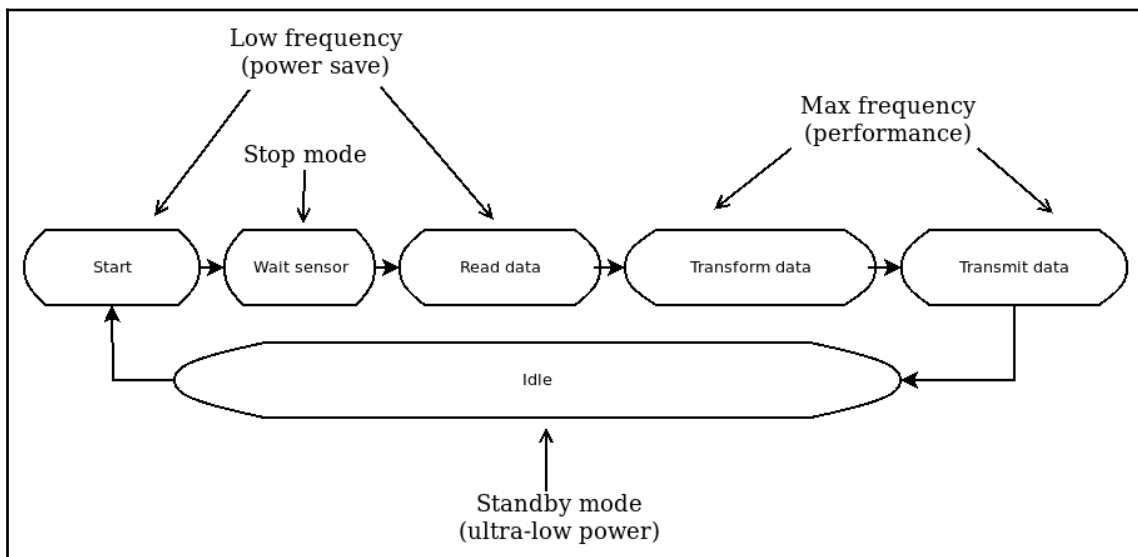 Low frequency
(power save)
Max frequency
(performance)
Stop mode
Start
Wait sensor
Read data
Transform data
Transmit data
Idle
Standby mode
(ultra-low power)